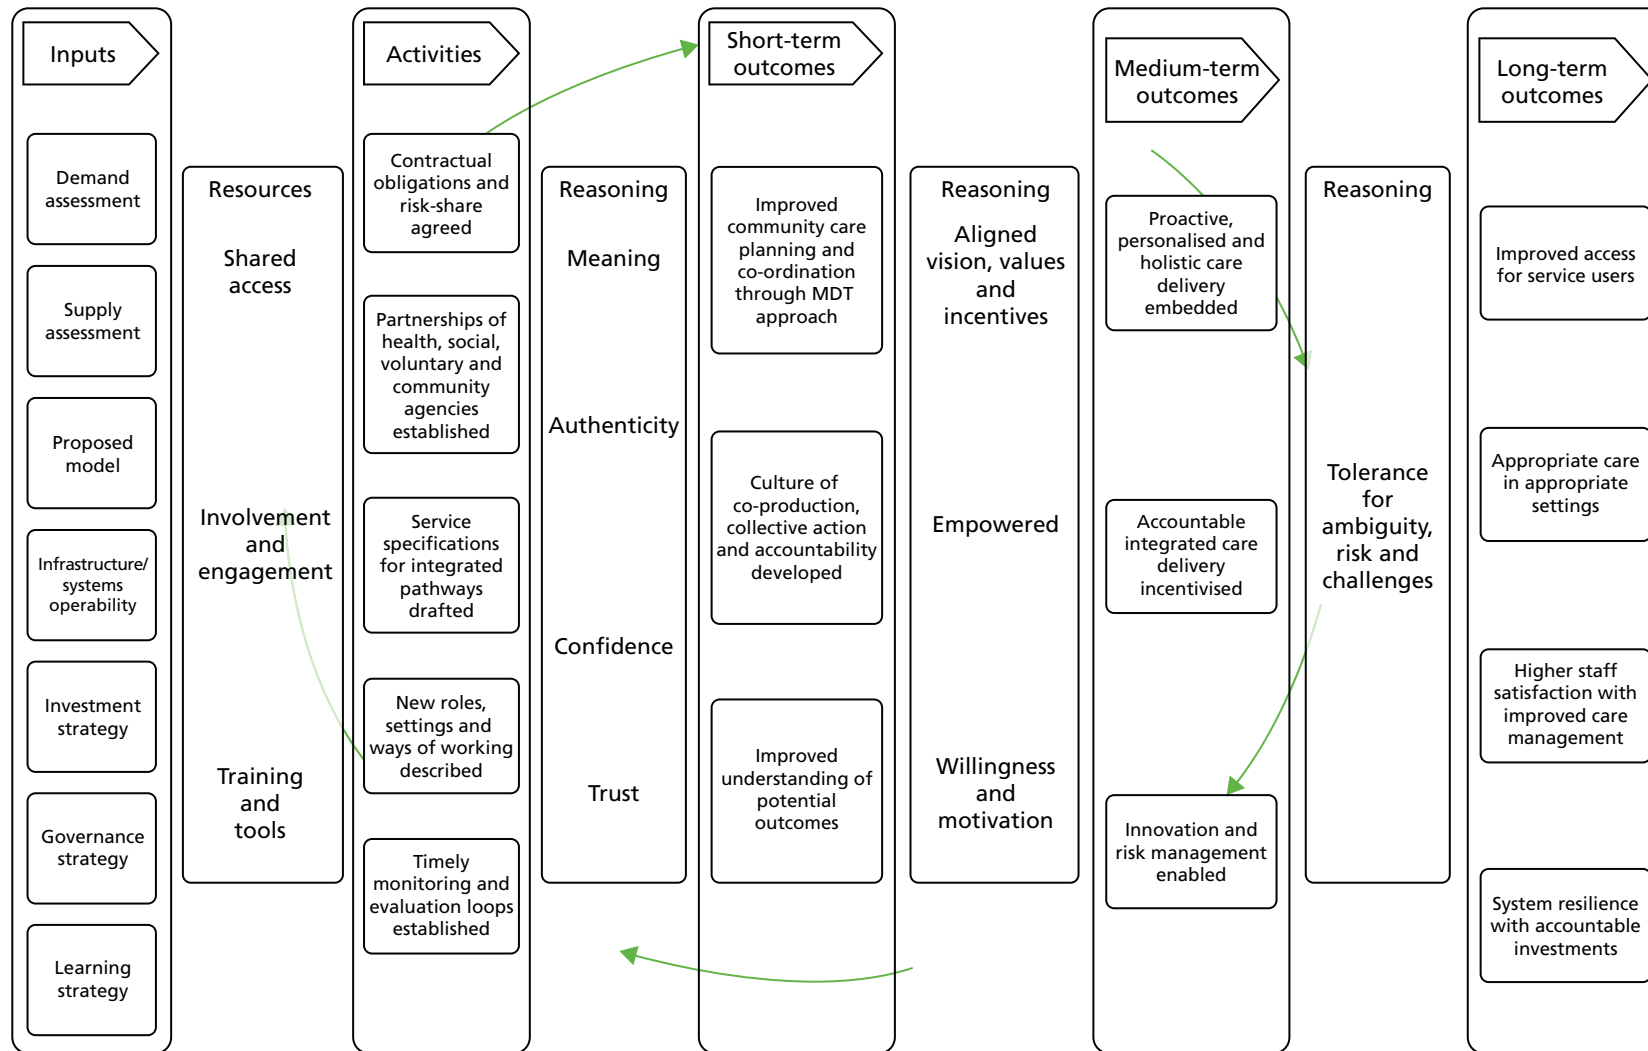 Inputs
Demand
assessment
Supply
assessment
Proposed
model
Infrastructure/
systems
operability
Investment
strategy
Governance
strategy
Learning
strategy
Resources
Shared
access
Involvement
and
engagement
Training
and
tools
Activities
Contractual
obligations and
risk-share
agreed
Partnerships of
health, social,
voluntary and
community
agencies
established
Service
specifications
for integrated
pathways
drafted
New roles,
settings and
ways of working
described
Timely
monitoring and
evaluation loops
established
Reasoning
Meaning
Authenticity
Confidence
Trust
Short-term
outcomes
Improved
community care
planning and
co-ordination
through MDT
approach
Culture of
co-production,
collective action
and accountability
developed
Improved
understanding of
potential
outcomes
Reasoning
Aligned
vision, values
and
incentives
Empowered
Willingness
and
motivation
Medium-term
outcomes
Proactive,
personalised and
holistic care
delivery
embedded
Accountable
integrated care
delivery
incentivised
Innovation and
risk management
enabled
Reasoning
Tolerance
for
ambiguity,
risk and
challenges
Long-term
outcomes
Improved access
for service users
Appropriate care
in appropriate
settings
Higher staff
satisfaction with
improved care
management
System resilience
with accountable
investments